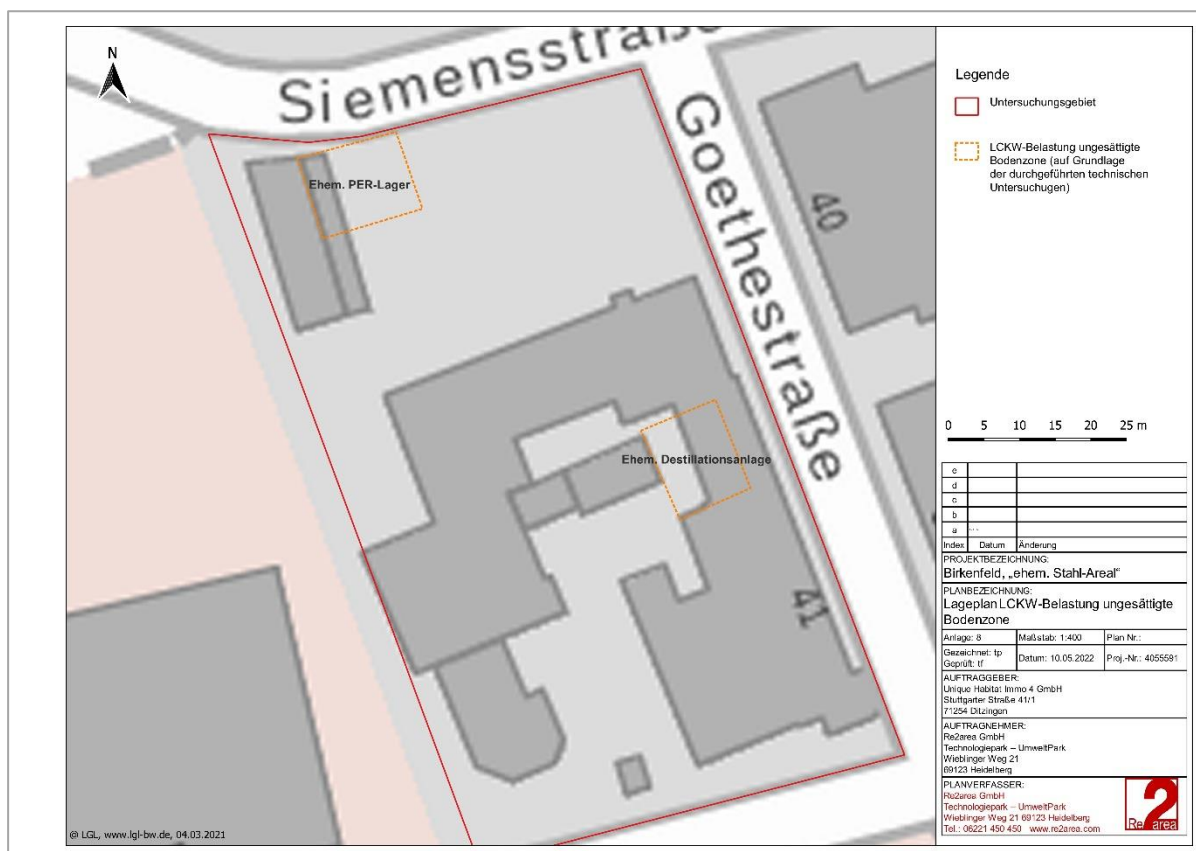 N
Siemensstraße
Goethestraße
40
41
Ehem. PER-Lager
Ehem. Destillationsanlage
@ LGL, www.lgl-bw.de, 04.03.2021
Legende
Untersuchungsgebiet
LCKW-Belastung ungesättigte
Bodenzone (auf Grundlage
der durchgeführten technischen
Untersuchugen)
0 5 10 15 20 25 m
e
d
c
b
a ...
Index Datum Änderung
PROJEKTBEZEICHNUNG:
Birkenfeld, „ehem. Stahl-Areal“
PLANBEZEICHNUNG:
Lageplan LCKW-Belastung ungesättigte
Bodenzone
Anlage: 8 Maßstab: 1:400 Plan Nr.:
Gezeichnet: tp
Geprüft: tf
Datum: 10.05.2022 Proj.-Nr.: 4055591
AUFTRAGGEBER:
Unique Habitat Immo 4 GmbH
Stuttgarter Straße 41/1
71254 Ditzingen
AUFTRAGNEHMER:
Re2area GmbH
Technologiepark – UmweltPark
Wieblinger Weg 21
69123 Heidelberg
PLANVERFASSER:
Re2area GmbH
Technologiepark – UmweltPark
Wieblinger Weg 21 69123 Heidelberg
Tel.: 06221 450 450 www.re2area.com
2
Re area